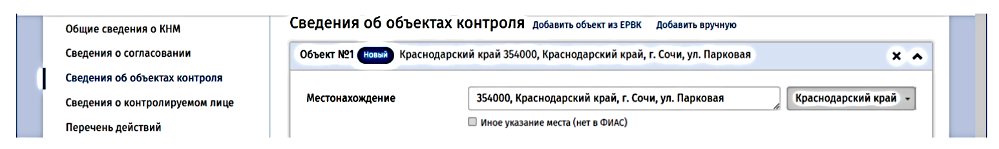 Общие сведения о КНМ
Сведения о согласовании
Сведения об объектах контроля
Сведения о контролируемом лице
Перечень действий
Сведения об объектах контроля Добавить объект из ЕРВК Добавить вручную
Объект №1 Новый Краснодарский край 354000, Краснодарский край, г. Сочи, ул. Парковая
Местонахождение 354000, Краснодарский край, г. Сочи, ул. Парковая Краснодарский край
Иное указание места (нет в ФИАС)